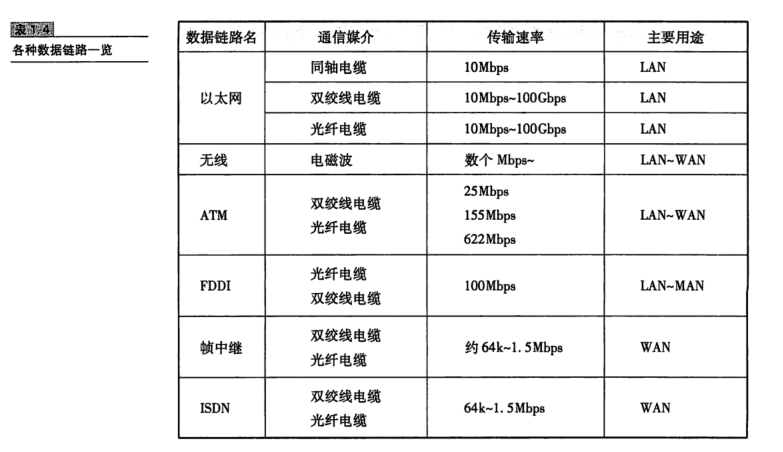 表1.4
各种数据链路一览
数据链路名 通信媒介 传输速率 主要用途
以太网 同轴电缆 10Mbps LAN
双绞线电缆 10Mbps~100Gbps LAN
光纤电缆 10Mbps~100Gbps LAN
无线 电磁波 数个 Mbps~ LAN~WAN
ATM 双绞线电缆 光纤电缆 25Mbps 155Mbps 622Mbps LAN~WAN
FDDI 光纤电缆 双绞线电缆 100Mbps LAN~MAN
帧中继 双绞线电缆 光纤电缆 约 64k~1.5Mbps WAN
ISDN 双绞线电缆 光纤电缆 64k~1.5Mbps WAN